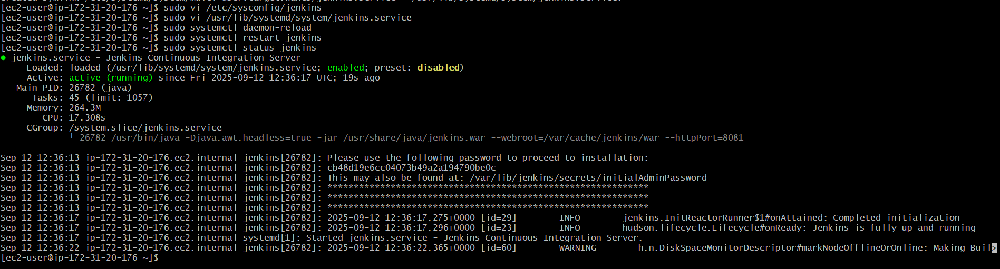 [ec2-user@ip-172-31-20-176 ~]$ sudo vi /etc/sysconfig/jenkins
[ec2-user@ip-172-31-20-176 ~]$ sudo vi /usr/lib/systemd/system/jenkins.service
[ec2-user@ip-172-31-20-176 ~]$ sudo systemctl daemon-reload
[ec2-user@ip-172-31-20-176 ~]$ sudo systemctl restart jenkins
[ec2-user@ip-172-31-20-176 ~]$ sudo systemctl status jenkins
● jenkins.service - Jenkins Continuous Integration Server
     Loaded: loaded (/usr/lib/systemd/system/jenkins.service; enabled; preset: disabled)
     Active: active (running) since Fri 2025-09-12 12:36:17 UTC; 19s ago
   Main PID: 26782 (java)
      Tasks: 45 (limit: 1057)
     Memory: 264.3M
        CPU: 17.308s
     CGroup: /system.slice/jenkins.service
             └─26782 /usr/bin/java -Djava.awt.headless=true -jar /usr/share/java/jenkins.war --webroot=/var/cache/jenkins/war --httpPort=8081
Sep 12 12:36:13 ip-172-31-20-176.ec2.internal jenkins[26782]: Please use the following password to proceed to installation:
Sep 12 12:36:13 ip-172-31-20-176.ec2.internal jenkins[26782]: cb48d19e6cc04073b49a2a194790be0c
Sep 12 12:36:13 ip-172-31-20-176.ec2.internal jenkins[26782]: This may also be found at: /var/lib/jenkins/secrets/initialAdminPassword
Sep 12 12:36:13 ip-172-31-20-176.ec2.internal jenkins[26782]: *************************************************************
Sep 12 12:36:13 ip-172-31-20-176.ec2.internal jenkins[26782]: *************************************************************
Sep 12 12:36:13 ip-172-31-20-176.ec2.internal jenkins[26782]: *************************************************************
Sep 12 12:36:17 ip-172-31-20-176.ec2.internal jenkins[26782]: 2025-09-12 12:36:17.275+0000 [id=29]        INFO        jenkins.InitReactorRunner$1#onAttained: Completed initialization
Sep 12 12:36:17 ip-172-31-20-176.ec2.internal jenkins[26782]: 2025-09-12 12:36:17.296+0000 [id=23]        INFO        hudson.lifecycle.Lifecycle#onReady: Jenkins is fully up and running
Sep 12 12:36:17 ip-172-31-20-176.ec2.internal systemd[1]: Started jenkins.service - Jenkins Continuous Integration Server.
Sep 12 12:36:22 ip-172-31-20-176.ec2.internal jenkins[26782]: 2025-09-12 12:36:22.365+0000 [id=60]        WARNING        h.n.DiskSpaceMonitorDescriptor#markNodeOfflineOrOnline: Making Buil>
[ec2-user@ip-172-31-20-176 ~]$